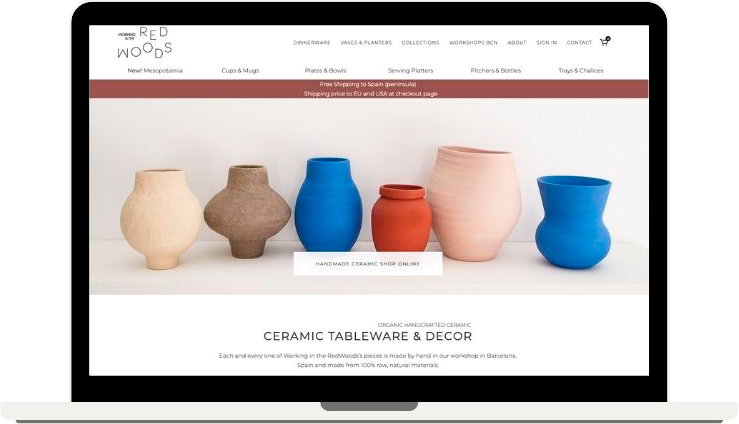 WORKING
IN THE
RED
WOODS
DINNERWARE VASES & PLANTERS COLLECTIONS WORKSHOPS BCN ABOUT SIGN IN CONTACT
New! Mesopotamia Cups & Mugs Plates & Bowls Serving Platters Pitchers & Bottles Trays & Chalices
Free Shipping to Spain (peninsula)
Shipping price to EU and USA at checkout page
HANDMADE CERAMIC SHOP ONLINE
ORGANIC HANDCRAFTED CERAMIC
CERAMIC TABLEWARE & DECOR
Each and every one of Working in the RedWoods's pieces is made by hand in our workshop in Barcelona,
Spain and made from 100% raw, natural materials.